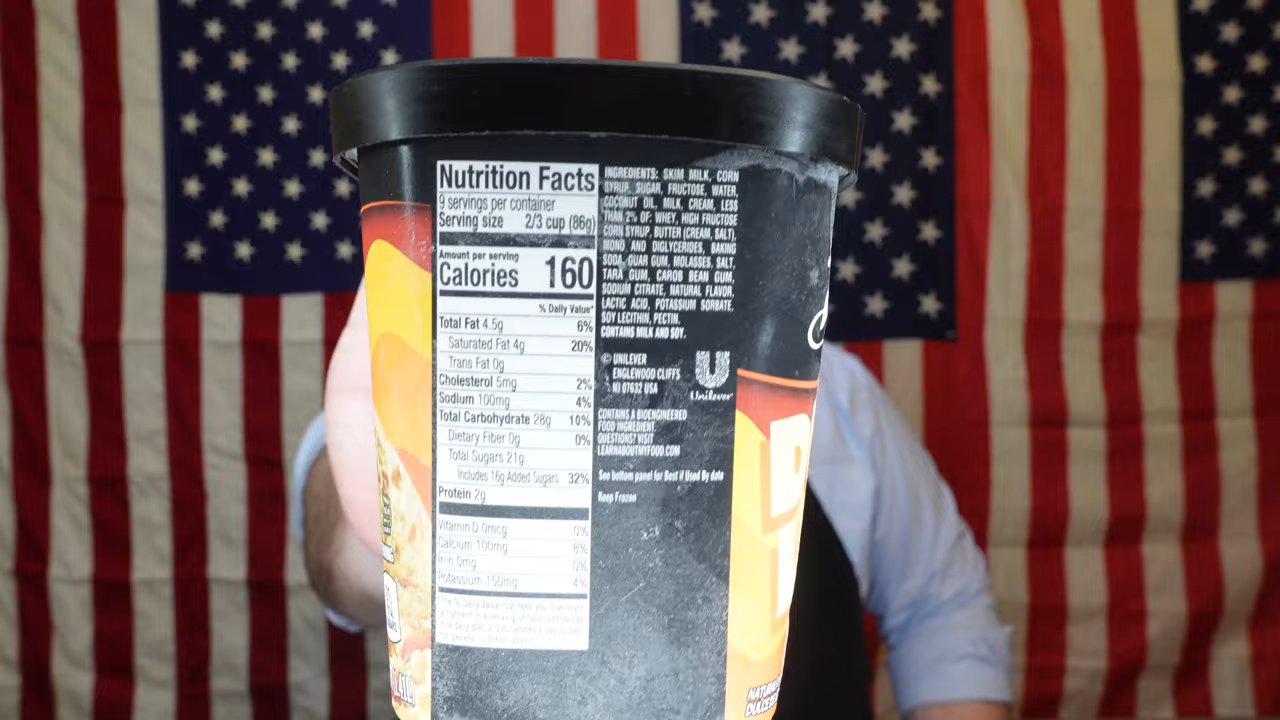 Nutrition Facts
9 servings per container
Serving size 2/3 cup (86g)
Amount per serving
Calories 160
% Daily Value*
Total Fat 4.5g 6%
Saturated Fat 4g 20%
Trans Fat 0g
Cholesterol 5mg 2%
Sodium 100mg 4%
Total Carbohydrate 28g 10%
Dietary Fiber 0g 0%
Total Sugars 21g
Includes 16g Added Sugars 32%
Protein 2g
Vitamin D 0mcg 0%
Calcium 100mg 8%
Iron 0mg 0%
Potassium 150mg 4%
INGREDIENTS: SKIM MILK, CORN
SYRUP, SUGAR, FRUCTOSE, WATER,
COCONUT OIL, MILK, CREAM, LESS
THAN 2% OF: WHEY, HIGH FRUCTOSE
CORN SYRUP, BUTTER (CREAM, SALT),
MONO AND DIGLYCERIDES, BAKING
SODA, GUAR GUM, MOLASSES, SALT,
TARA GUM, CAROB BEAN GUM,
SODIUM CITRATE, NATURAL FLAVOR,
LACTIC ACID, POTASSIUM SORBATE,
SOY LECITHIN, PECTIN.
CONTAINS MILK AND SOY.
© UNILEVER
ENGLEWOOD CLIFFS
NJ 07632 USA
Unilever
CONTAINS A BIOENGINEERED
FOOD INGREDIENT.
QUESTIONS? VISIT
LEARNABOUTMYFOOD.COM
See bottom panel for Best if Used By date
Keep Frozen